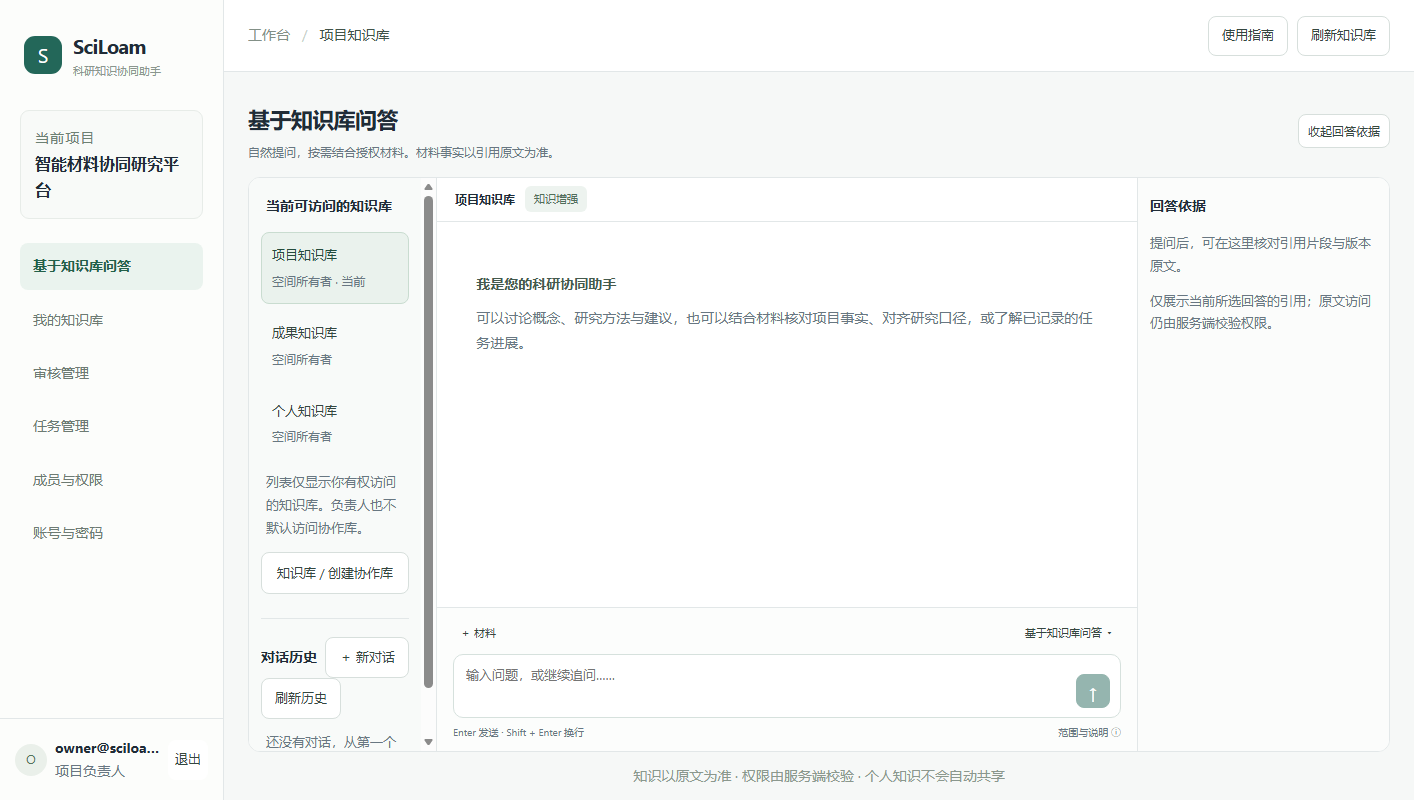 S
SciLoam
科研知识协同助手
当前项目
智能材料协同研究平
台
基于知识库问答
我的知识库
审核管理
任务管理
成员与权限
账号与密码
O
owner@sciloa...
项目负责人
退出
工作台 / 项目知识库
使用指南
刷新知识库
基于知识库问答
自然提问，按需结合授权材料。材料事实以引用原文为准。
收起回答依据
当前可访问的知识库
项目知识库
空间所有者 · 当前
成果知识库
空间所有者
个人知识库
空间所有者
列表仅显示你有权访问
的知识库。负责人也不
默认访问协作库。
知识库 / 创建协作库
对话历史
+ 新对话
刷新历史
还没有对话，从第一个
项目知识库
知识增强
我是您的科研协同助手
可以讨论概念、研究方法与建议，也可以结合材料核对项目事实、对齐研究口径，或了解已记录的任
务进展。
+ 材料
基于知识库问答
输入问题，或继续追问……
↑
Enter 发送 · Shift + Enter 换行
范围与说明 ⓘ
回答依据
提问后，可在这里核对引用片段与版本
原文。
仅展示当前所选回答的引用；原文访问
仍由服务端校验权限。
知识以原文为准 · 权限由服务端校验 · 个人知识不会自动共享